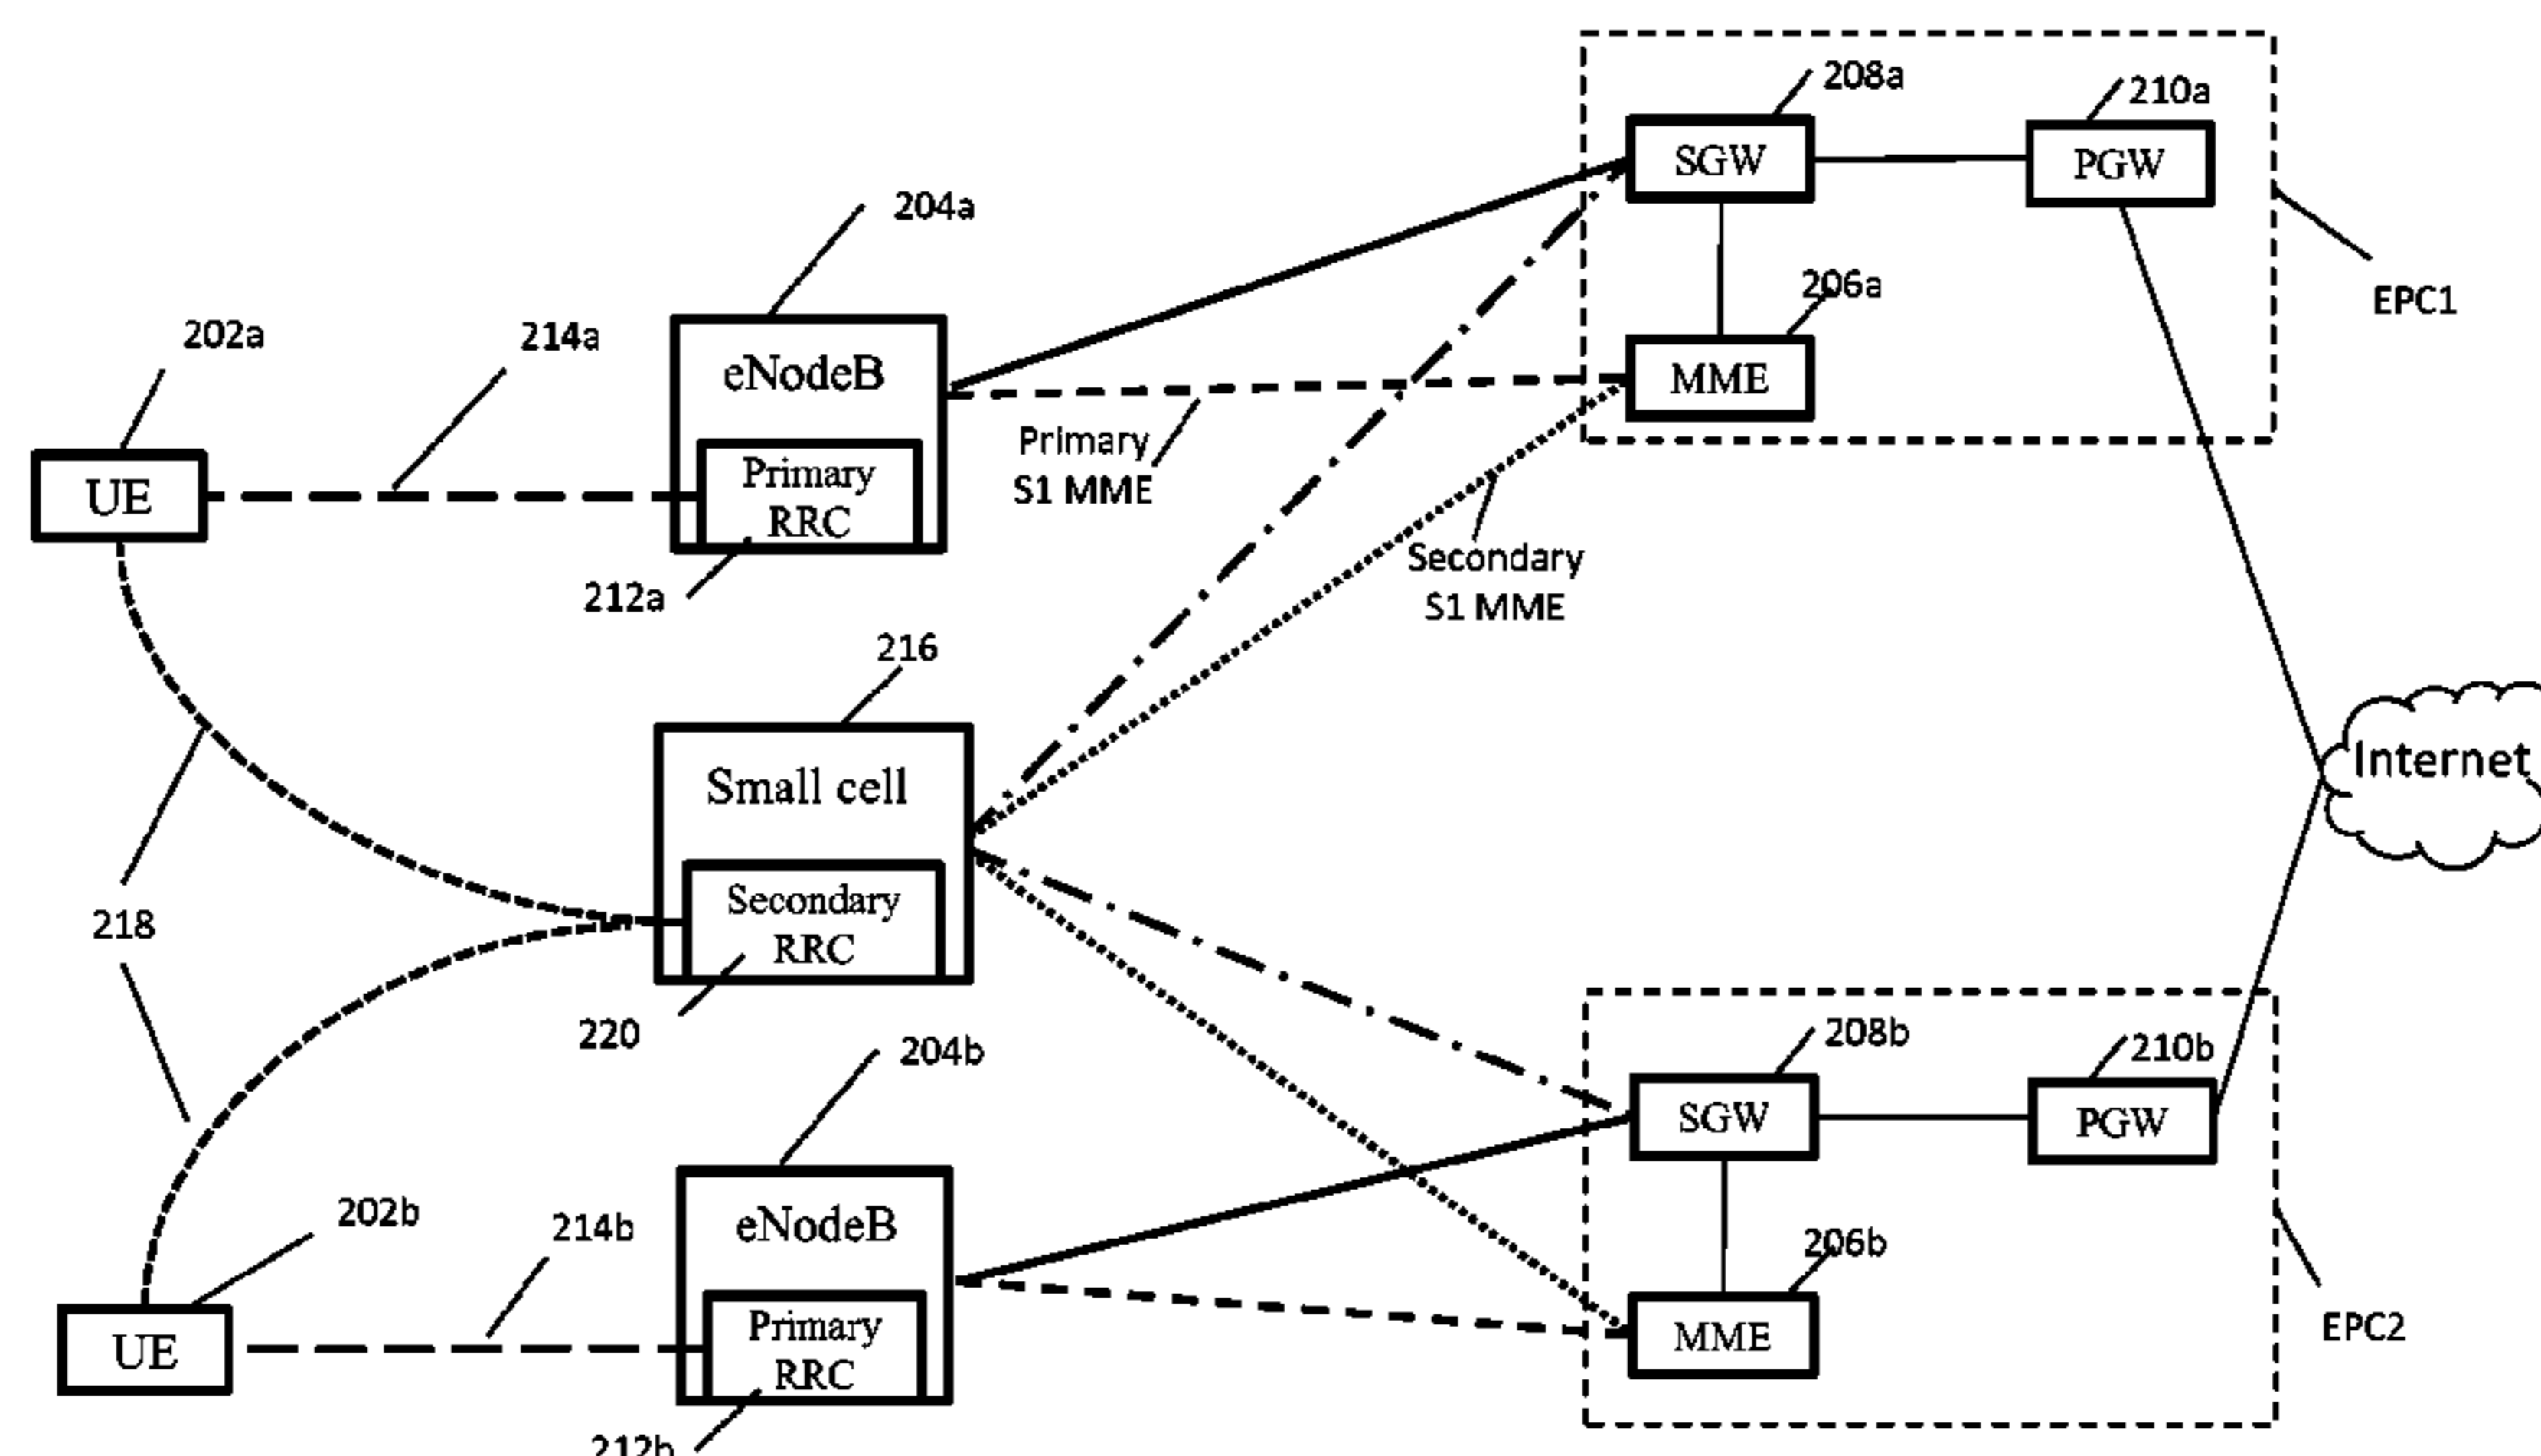 208a
210a
SGW
PGW
204a
206a
EPC1
202a
214a
eNodeB
MME
Primary
S1 MME
UE
Primary
RRC
Secondary
S1 MME
212a
216
Small cell
Internet
Secondary
RRC
218
220
204b
208b
210b
SGW
PGW
202b
214b
eNodeB
206b
EPC2
UE
Primary
RRC
MME
212b